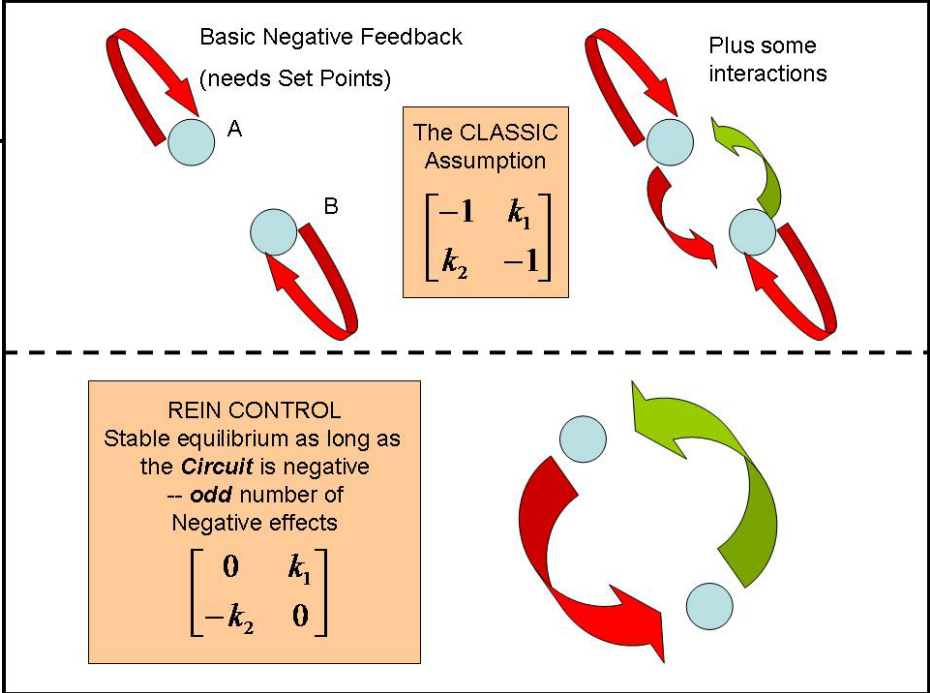 Basic Negative Feedback
(needs Set Points)
A
B
The CLASSIC
Assumption
[-1 k₁]
[k₂ -1]
Plus some
interactions
REIN CONTROL
Stable equilibrium as long as
the Circuit is negative
-- odd number of
Negative effects
[0 k₁]
[-k₂ 0]